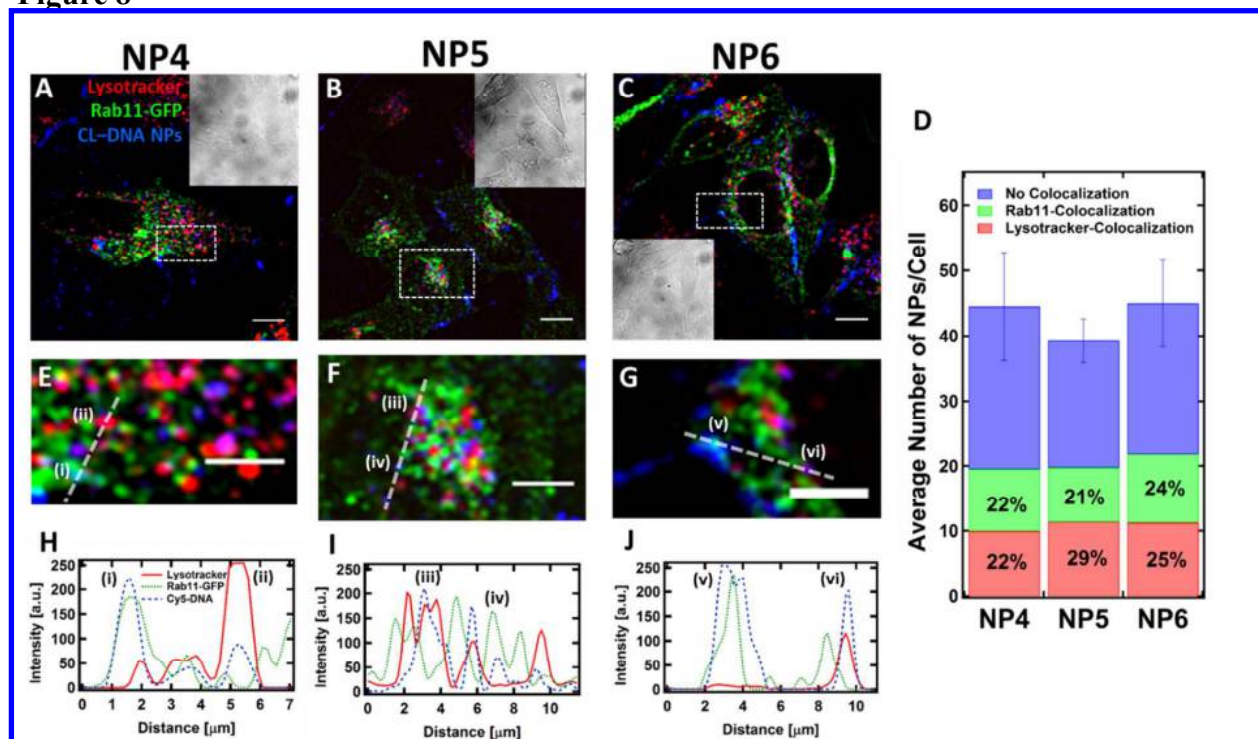 Figure 8
NP4
NP5
NP6
A
Lysotracker
Rab11-GFP
CL–DNA NPs
B
C
D
Average Number of NPs/Cell
60
50
40
30
20
10
0
No Colocalization
Rab11-Colocalization
Lysotracker-Colocalization
22%
21%
24%
22%
29%
25%
NP4
NP5
NP6
E
(ii)
(i)
F
(iii)
(iv)
G
(v)
(vi)
H
Intensity [a.u.]
250
200
150
100
50
0
(i)
(ii)
Lysotracker
Rab11-GFP
Cy5-DNA
0 1 2 3 4 5 6 7
Distance [μm]
I
Intensity [a.u.]
250
200
150
100
50
0
(iii)
(iv)
0 2 4 6 8 10
Distance [μm]
J
Intensity [a.u.]
250
200
150
100
50
0
(v)
(vi)
0 2 4 6 8 10
Distance [μm]